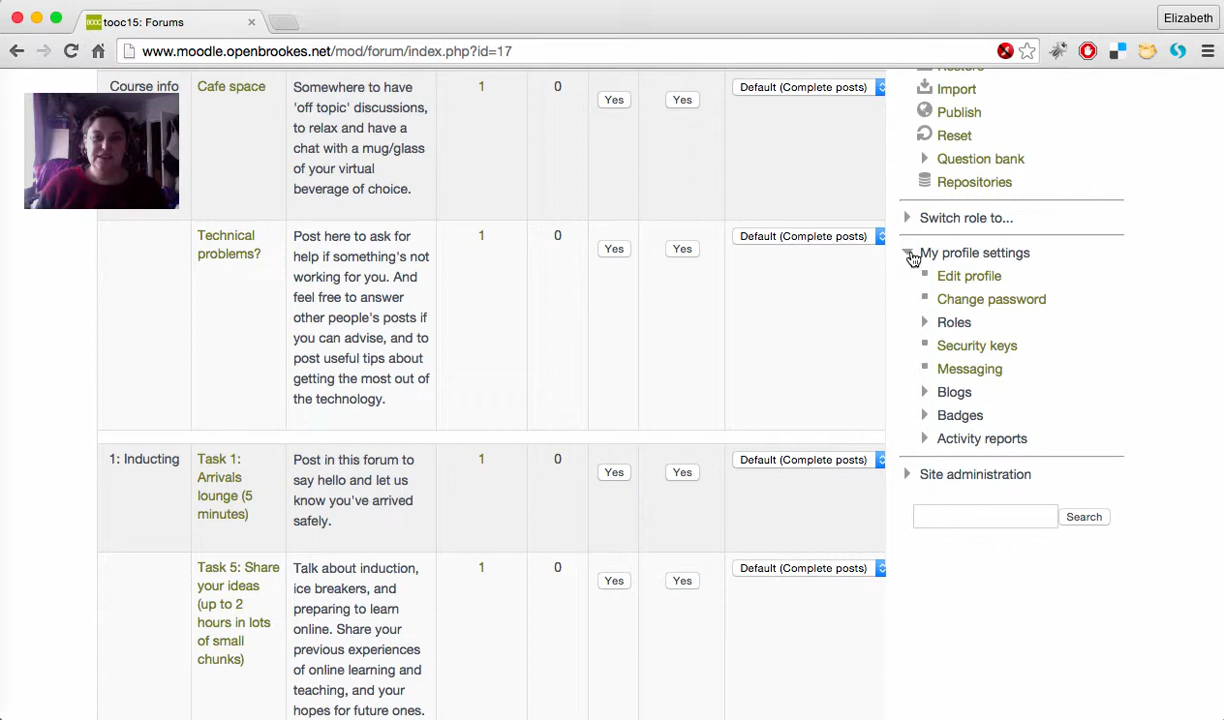 tooc15: Forums
Elizabeth
www.moodle.openbrookes.net/mod/forum/index.php?id=17
Course info
Cafe space
Somewhere to have
'off topic' discussions,
to relax and have a
chat with a mug/glass
of your virtual
beverage of choice.
1
0
Yes
Yes
Default (Complete posts)
Technical
problems?
Post here to ask for
help if something's not
working for you. And
feel free to answer
other people's posts if
you can advise, and to
post useful tips about
getting the most out of
the technology.
1
0
Yes
Yes
Default (Complete posts)
1: Inducting
Task 1:
Arrivals
lounge (5
minutes)
Post in this forum to
say hello and let us
know you've arrived
safely.
1
0
Yes
Yes
Default (Complete posts)
Task 5: Share
your ideas
(up to 2
hours in lots
of small
chunks)
Talk about induction,
ice breakers, and
preparing to learn
online. Share your
previous experiences
of online learning and
teaching, and your
hopes for future ones.
1
0
Yes
Yes
Default (Complete posts)
Import
Publish
Reset
Question bank
Repositories
Switch role to...
My profile settings
Edit profile
Change password
Roles
Security keys
Messaging
Blogs
Badges
Activity reports
Site administration
Search